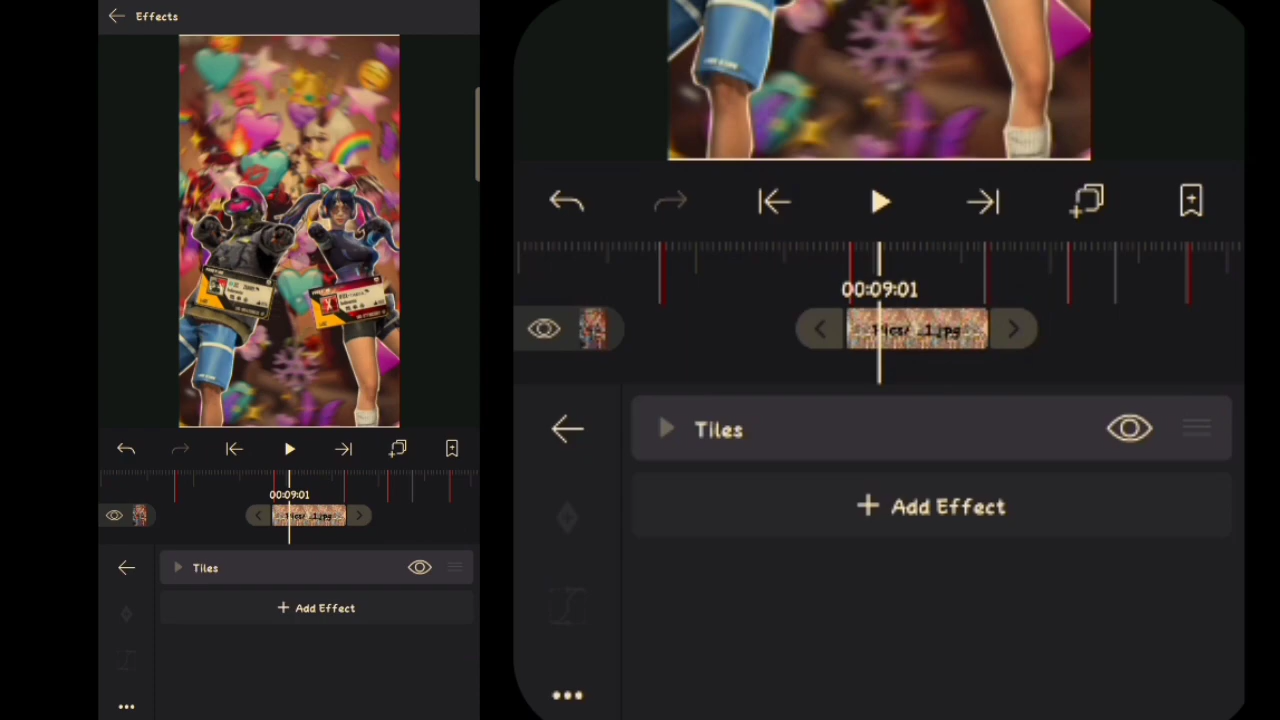 Effects
00:09:01
Tiles
+ Add Effect
00:09:01
Tiles
+ Add Effect